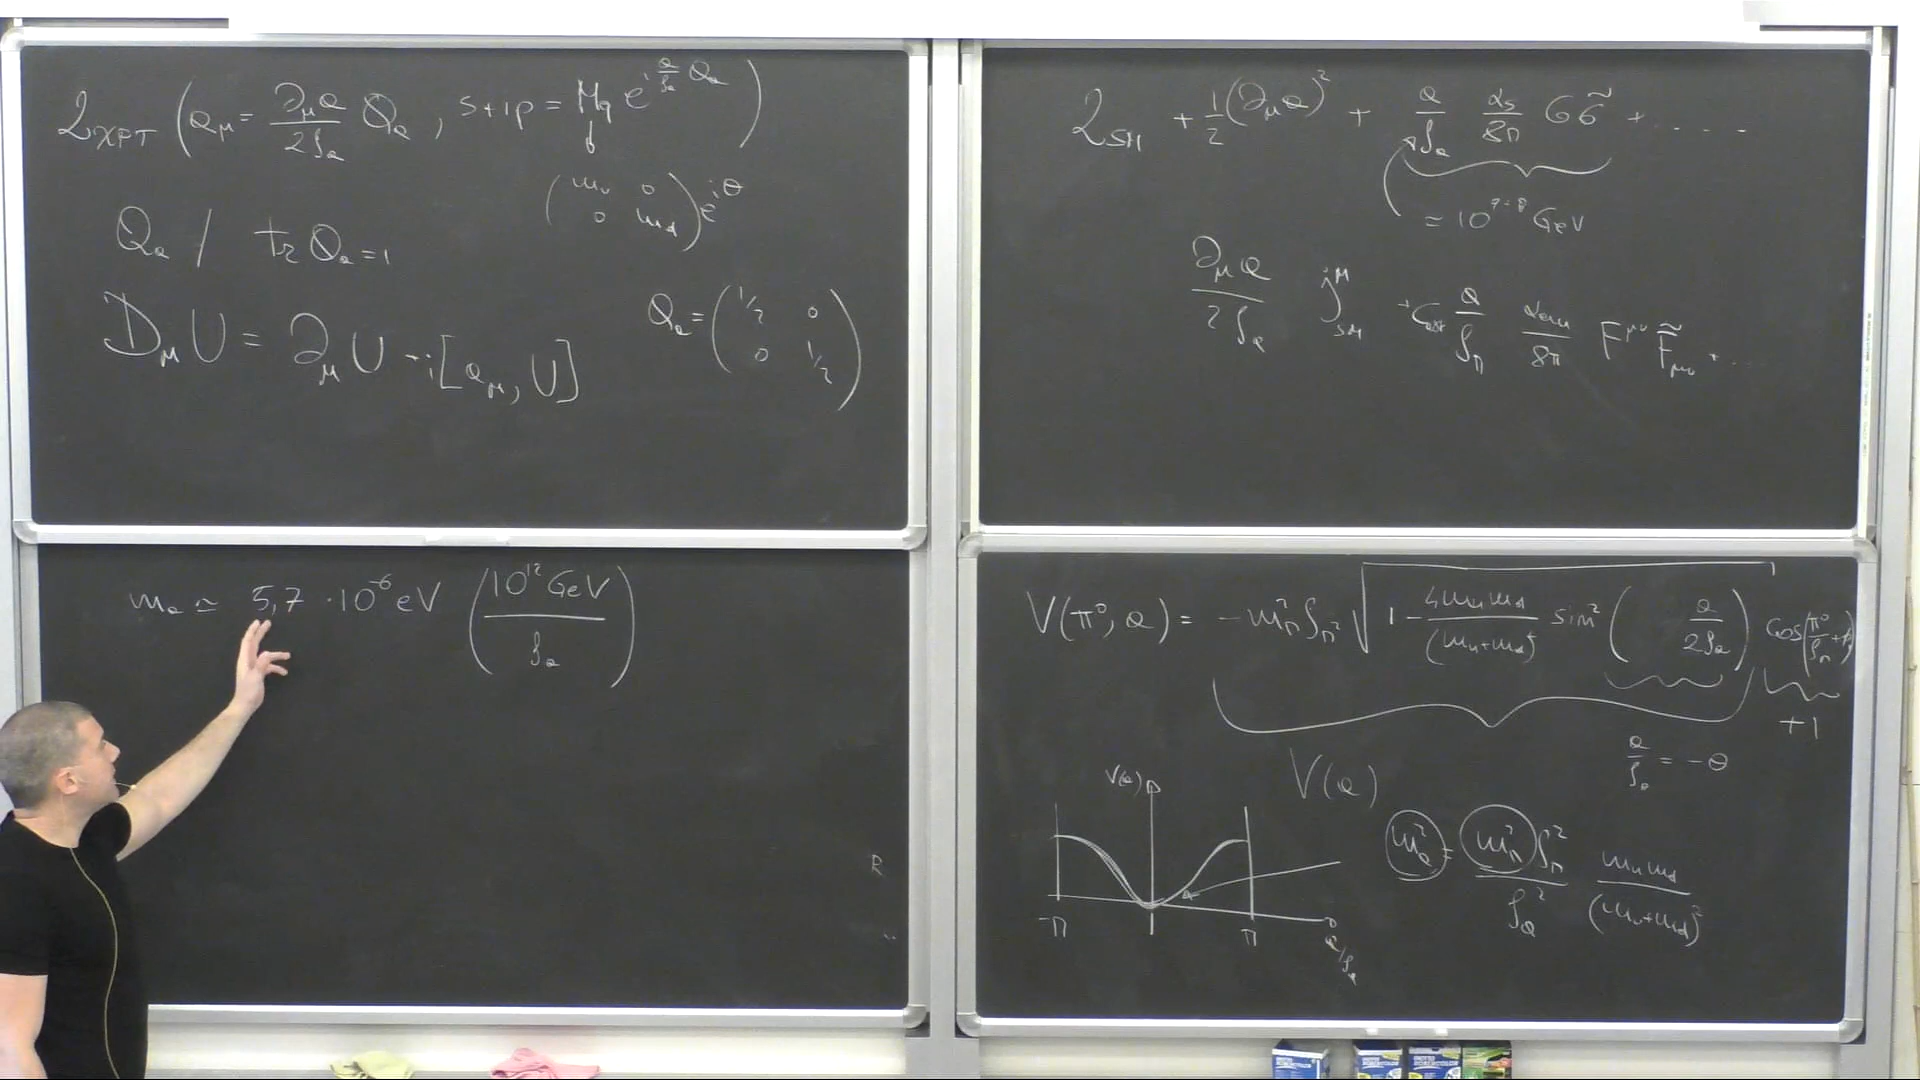 ℒ_χPT ( a_μ = ∂_μ a / 2f_a Q_a , s+ip = M_q e^{i a/f_a Q_a} )
( m_u 0 ; 0 m_d ) e^{iθ}
Q_a / tr Q_a = 1
D_μ U = ∂_μ U + i [ a_μ , U ]
Q_a = ( 1/2 0 ; 0 1/2 )
m_a ≃ 5,7 · 10^{-6} eV ( 10^{12} GeV / f_a )
ℒ_SM + 1/2 (∂_μ a)^2 + a/f_a α_s/8π G G̃ + . . . .
≃ 10^{7÷8} GeV
∂_μ a / 2f_a j^μ_SM + a/f_π α_em/8π F^{μν} F̃_{μν} + ...
V(π^0, a) = - m_π^2 f_π^2 √( 1 - 4 m_u m_d / (m_u+m_d)^2 sin^2 ( a / 2f_a ) ) cos( π^0/f_π + φ )
+1
V(a)
a/f_a = - θ
V(a)
-π π a/f_a
m_a^2 = m_π^2 f_π^2 / f_a^2 m_u m_d / (m_u+m_d)^2